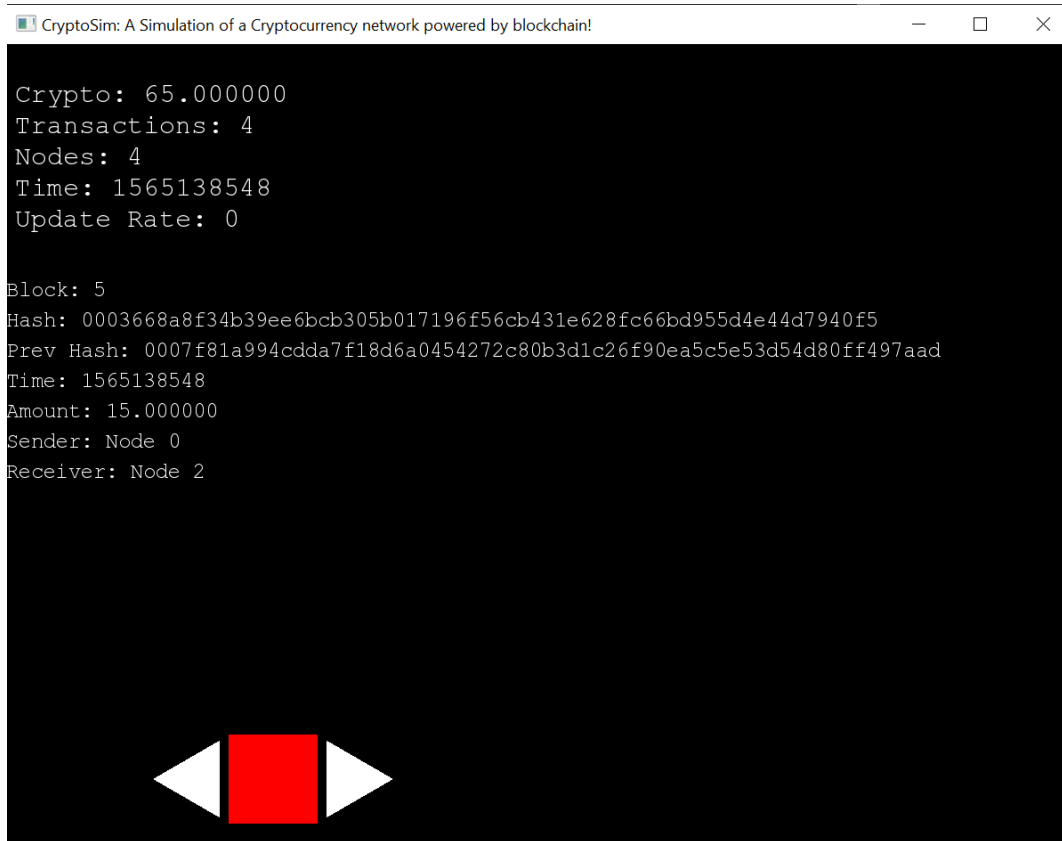 CryptoSim: A Simulation of a Cryptocurrency network powered by blockchain!
Crypto: 65.000000
Transactions: 4
Nodes: 4
Time: 1565138548
Update Rate: 0
Block: 5
Hash: 0003668a8f34b39ee6bcb305b017196f56cb431e628fc66bd955d4e44d7940f5
Prev Hash: 0007f81a994cdda7f18d6a0454272c80b3d1c26f90ea5c5e53d54d80ff497aad
Time: 1565138548
Amount: 15.000000
Sender: Node 0
Receiver: Node 2